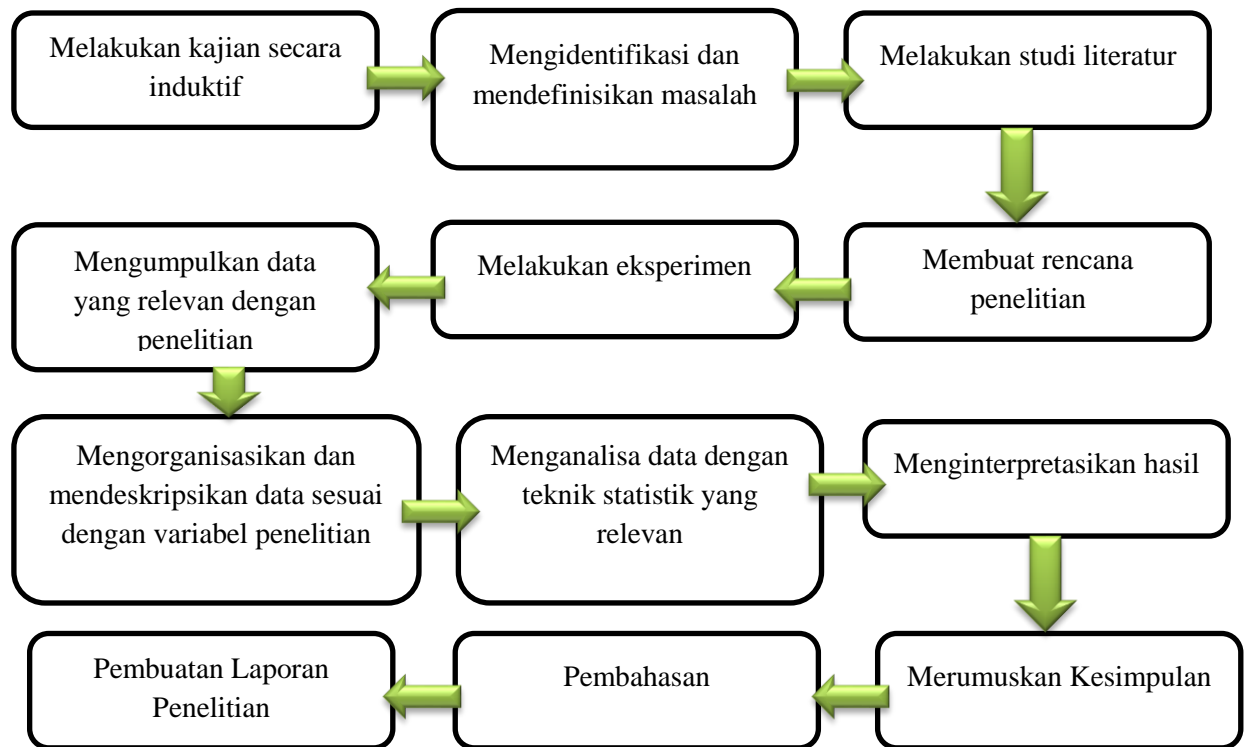 Melakukan kajian secara
induktif
Mengidentifikasi dan
mendefinisikan masalah
Melakukan studi literatur
Membuat rencana
penelitian
Melakukan eksperimen
Mengumpulkan data
yang relevan dengan
penelitian
Mengorganisasikan dan
mendeskripsikan data sesuai
dengan variabel penelitian
Menganalisa data dengan
teknik statistik yang
relevan
Menginterpretasikan hasil
Merumuskan Kesimpulan
Pembahasan
Pembuatan Laporan
Penelitian